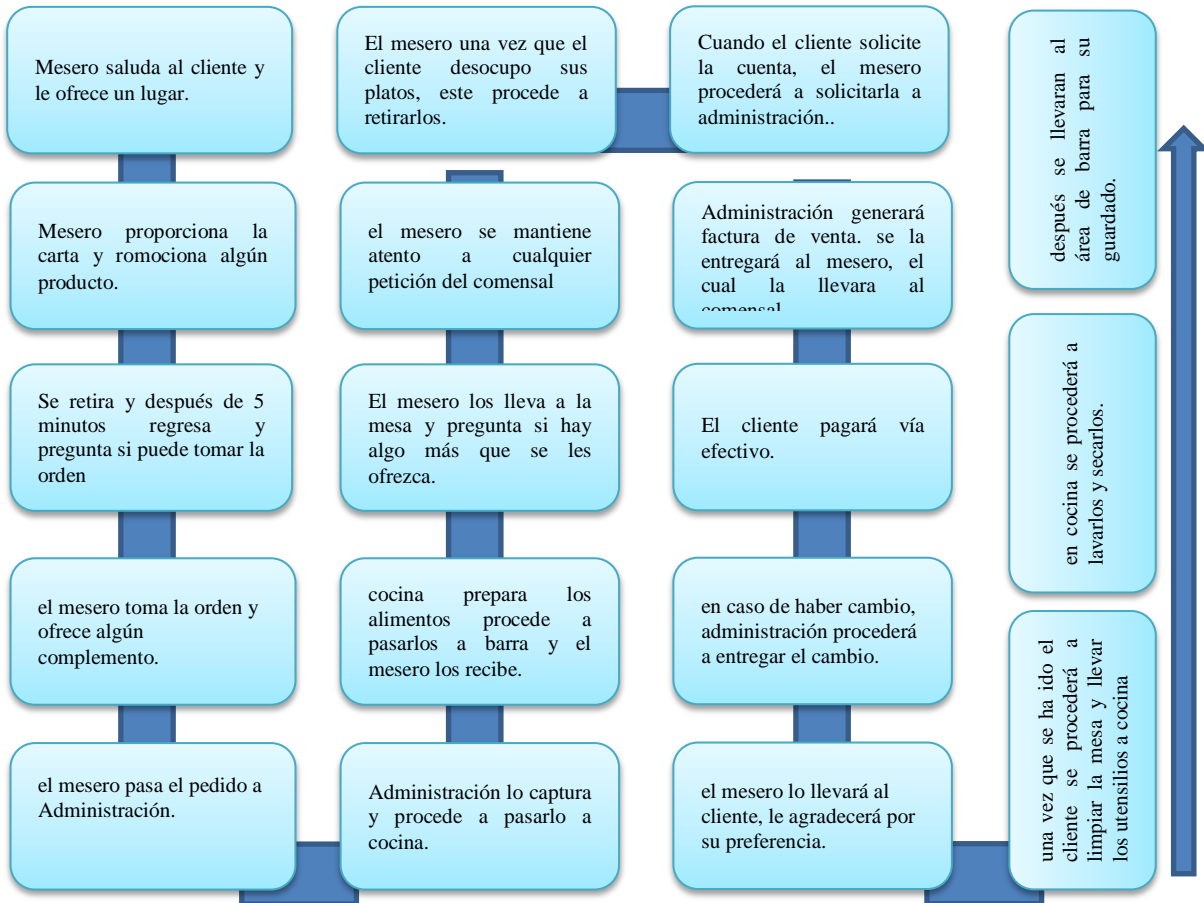 Mesero saluda al cliente y
le ofrece un lugar.
Mesero proporciona la
carta y romociona algún
producto.
Se retira y después de 5
minutos regresa y
pregunta si puede tomar la
orden
el mesero toma la orden y
ofrece algún
complemento.
el mesero pasa el pedido a
Administración.
Administración lo captura
y procede a pasarlo a
cocina.
cocina prepara los
alimentos procede a
pasarlos a barra y el
mesero los recibe.
El mesero los lleva a la
mesa y pregunta si hay
algo más que se les
ofrezca.
el mesero se mantiene
atento a cualquier
petición del comensal
El mesero una vez que el
cliente desocupo sus
platos, este procede a
retirarlos.
Cuando el cliente solicite
la cuenta, el mesero
procederá a solicitarla a
administración..
Administración generará
factura de venta. se la
entregará al mesero, el
cual la llevara al
comensal
El cliente pagará vía
efectivo.
en caso de haber cambio,
administración procederá
a entregar el cambio.
el mesero lo llevará al
cliente, le agradecerá por
su preferencia.
una vez que se ha ido el
cliente se procederá a
limpiar la mesa y llevar
los utensilios a cocina
en cocina se procederá a
lavarlos y secarlos.
después se llevaran al
área de barra para su
guardado.